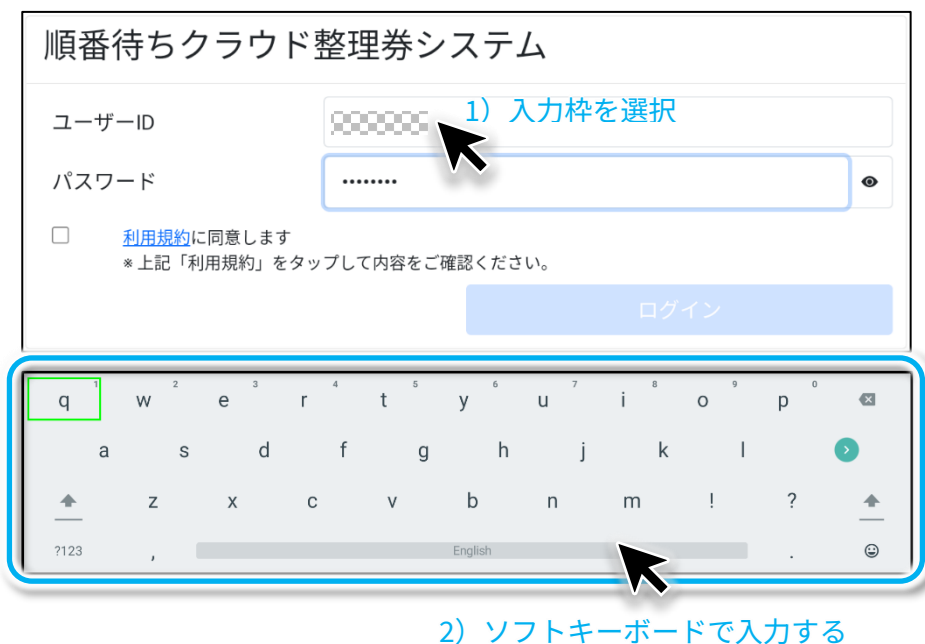 順番待ちクラウド整理券システム
ユーザーID
1）入力枠を選択
パスワード
••••••••
利用規約に同意します
※上記「利用規約」をタップして内容をご確認ください。
ログイン
1 2 3 4 5 6 7 8 9 0
q w e r t y u i o p
a s d f g h j k l
z x c v b n m ! ?
?123 , English .
2）ソフトキーボードで入力する